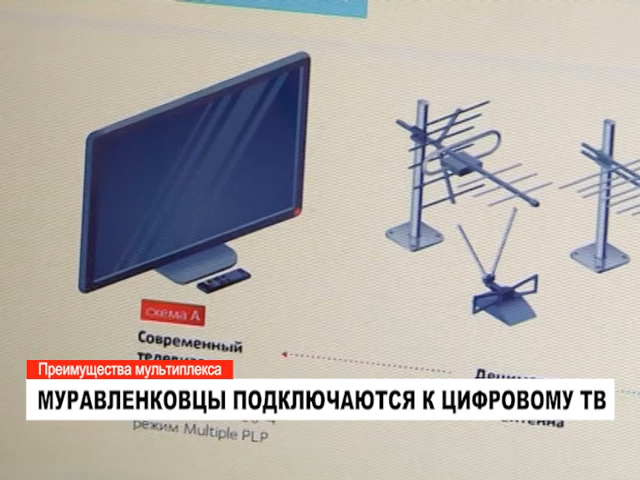 схема А
Современный
режим Multiple PLP
Преимущества мультиплекса
МУРАВЛЕНКОВЦЫ ПОДКЛЮЧАЮТСЯ К ЦИФРОВОМУ ТВ